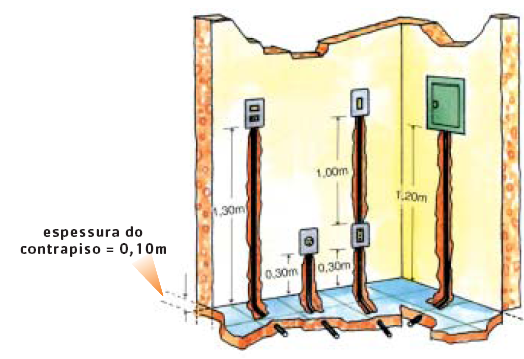 1,00m
1,30m
1,20m
espessura do
contrapiso = 0,10m
0,30m
0,30m